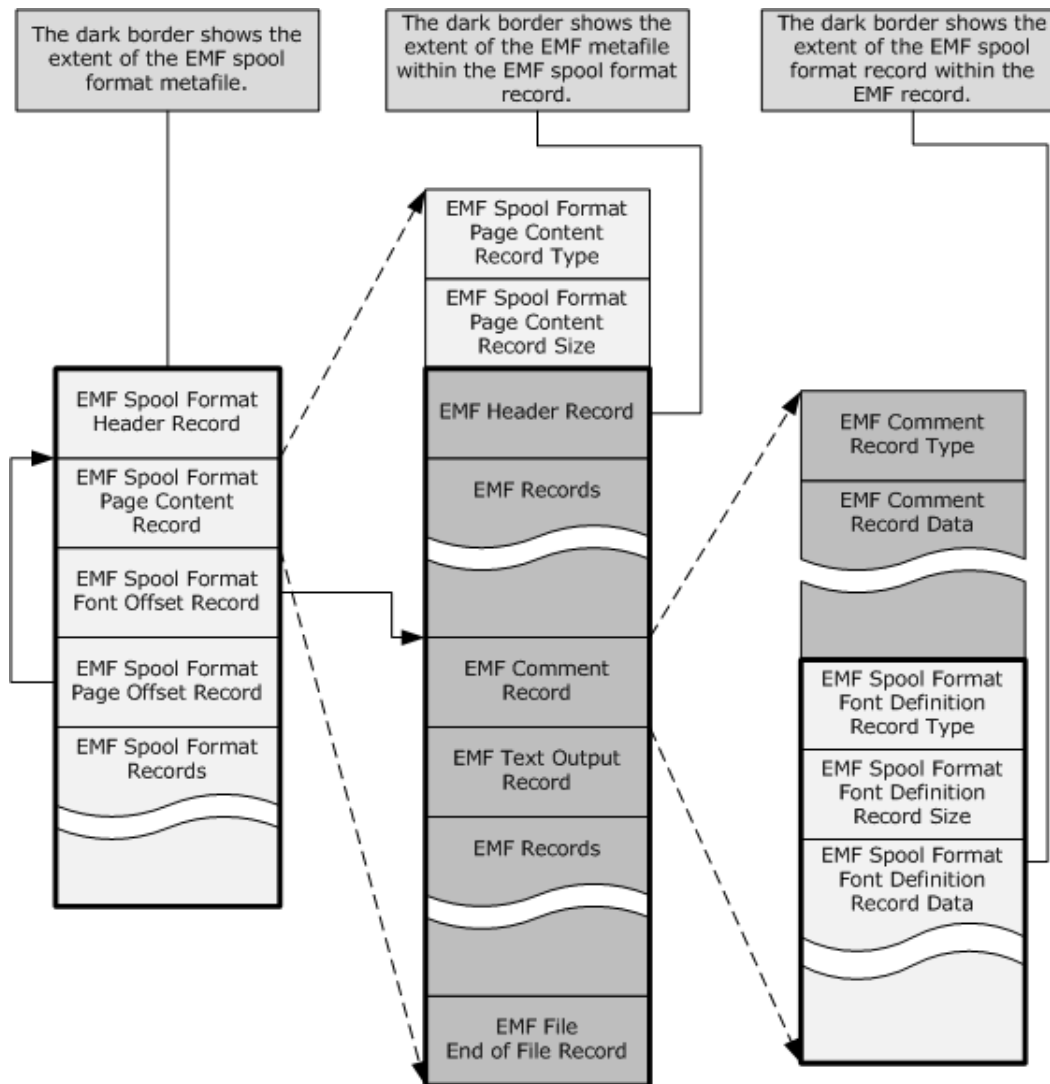 The dark border shows the
extent of the EMF spool
format metafile.
The dark border shows the
extent of the EMF metafile
within the EMF spool format
record.
The dark border shows the
extent of the EMF spool
format record within the
EMF record.
EMF Spool Format
Header Record
EMF Spool Format
Page Content
Record
EMF Spool Format
Font Offset Record
EMF Spool Format
Page Offset Record
EMF Spool Format
Records
EMF Spool Format
Page Content
Record Type
EMF Spool Format
Page Content
Record Size
EMF Header Record
EMF Records
EMF Comment
Record
EMF Text Output
Record
EMF Records
EMF File
End of File Record
EMF Comment
Record Type
EMF Comment
Record Data
EMF Spool Format
Font Definition
Record Type
EMF Spool Format
Font Definition
Record Size
EMF Spool Format
Font Definition
Record Data